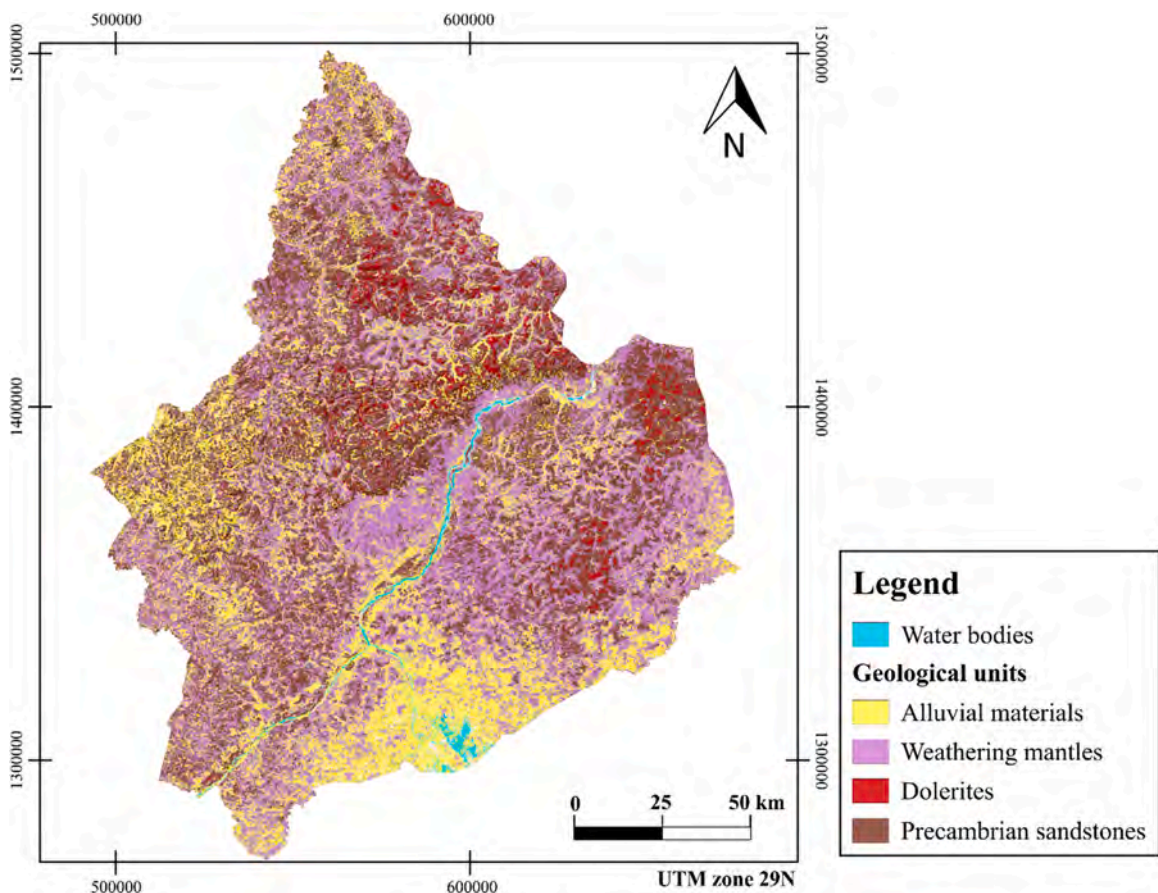 500000 600000
1500000 1500000
N
1400000 1400000
1300000 1300000
0 25 50 km
500000 600000
UTM zone 29N
Legend
Water bodies
Geological units
Alluvial materials
Weathering mantles
Dolerites
Precambrian sandstones